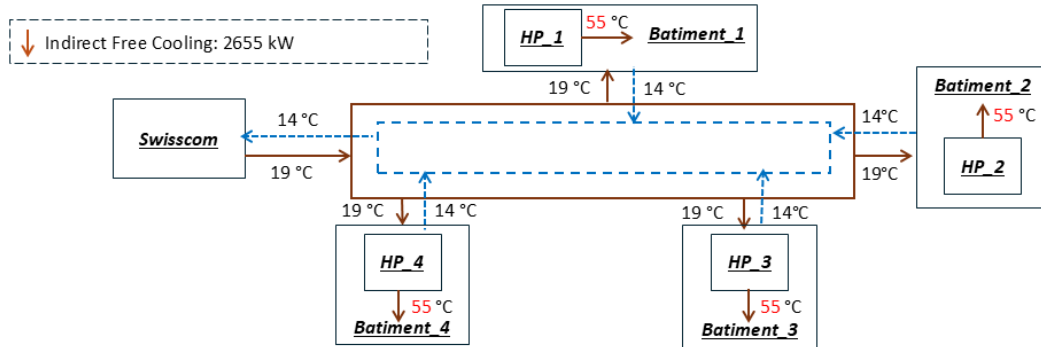 Indirect Free Cooling: 2655 kW
HP_1
55 °C
Batiment_1
19 °C
14 °C
Swisscom
14 °C
19 °C
Batiment_2
55 °C
HP_2
14°C
19°C
19 °C
14 °C
HP_4
55 °C
Batiment_4
19 °C
14°C
HP_3
55 °C
Batiment_3